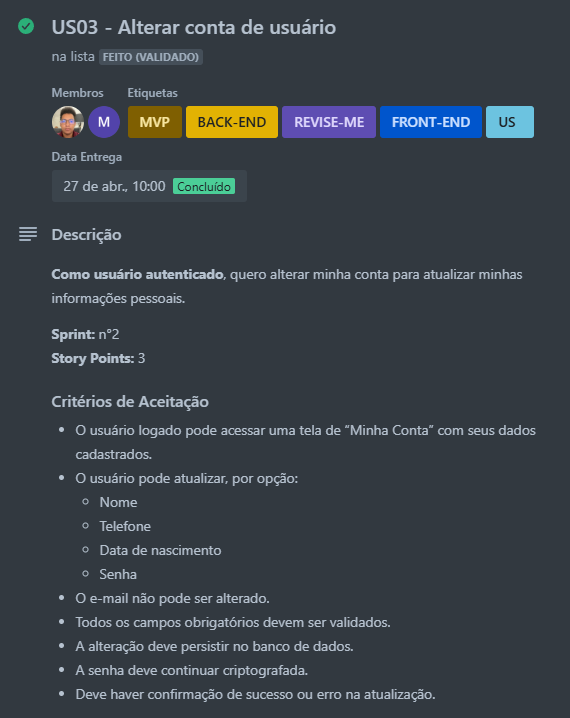 US03 - Alterar conta de usuário
na lista FEITO (VALIDADO)
Membros Etiquetas
M MVP BACK-END REVISE-ME FRONT-END US
Data Entrega
27 de abr., 10:00 Concluído
Descrição
Como usuário autenticado, quero alterar minha conta para atualizar minhas
informações pessoais.
Sprint: n°2
Story Points: 3
Critérios de Aceitação
• O usuário logado pode acessar uma tela de “Minha Conta” com seus dados
cadastrados.
• O usuário pode atualizar, por opção:
○ Nome
○ Telefone
○ Data de nascimento
○ Senha
• O e-mail não pode ser alterado.
• Todos os campos obrigatórios devem ser validados.
• A alteração deve persistir no banco de dados.
• A senha deve continuar criptografada.
• Deve haver confirmação de sucesso ou erro na atualização.